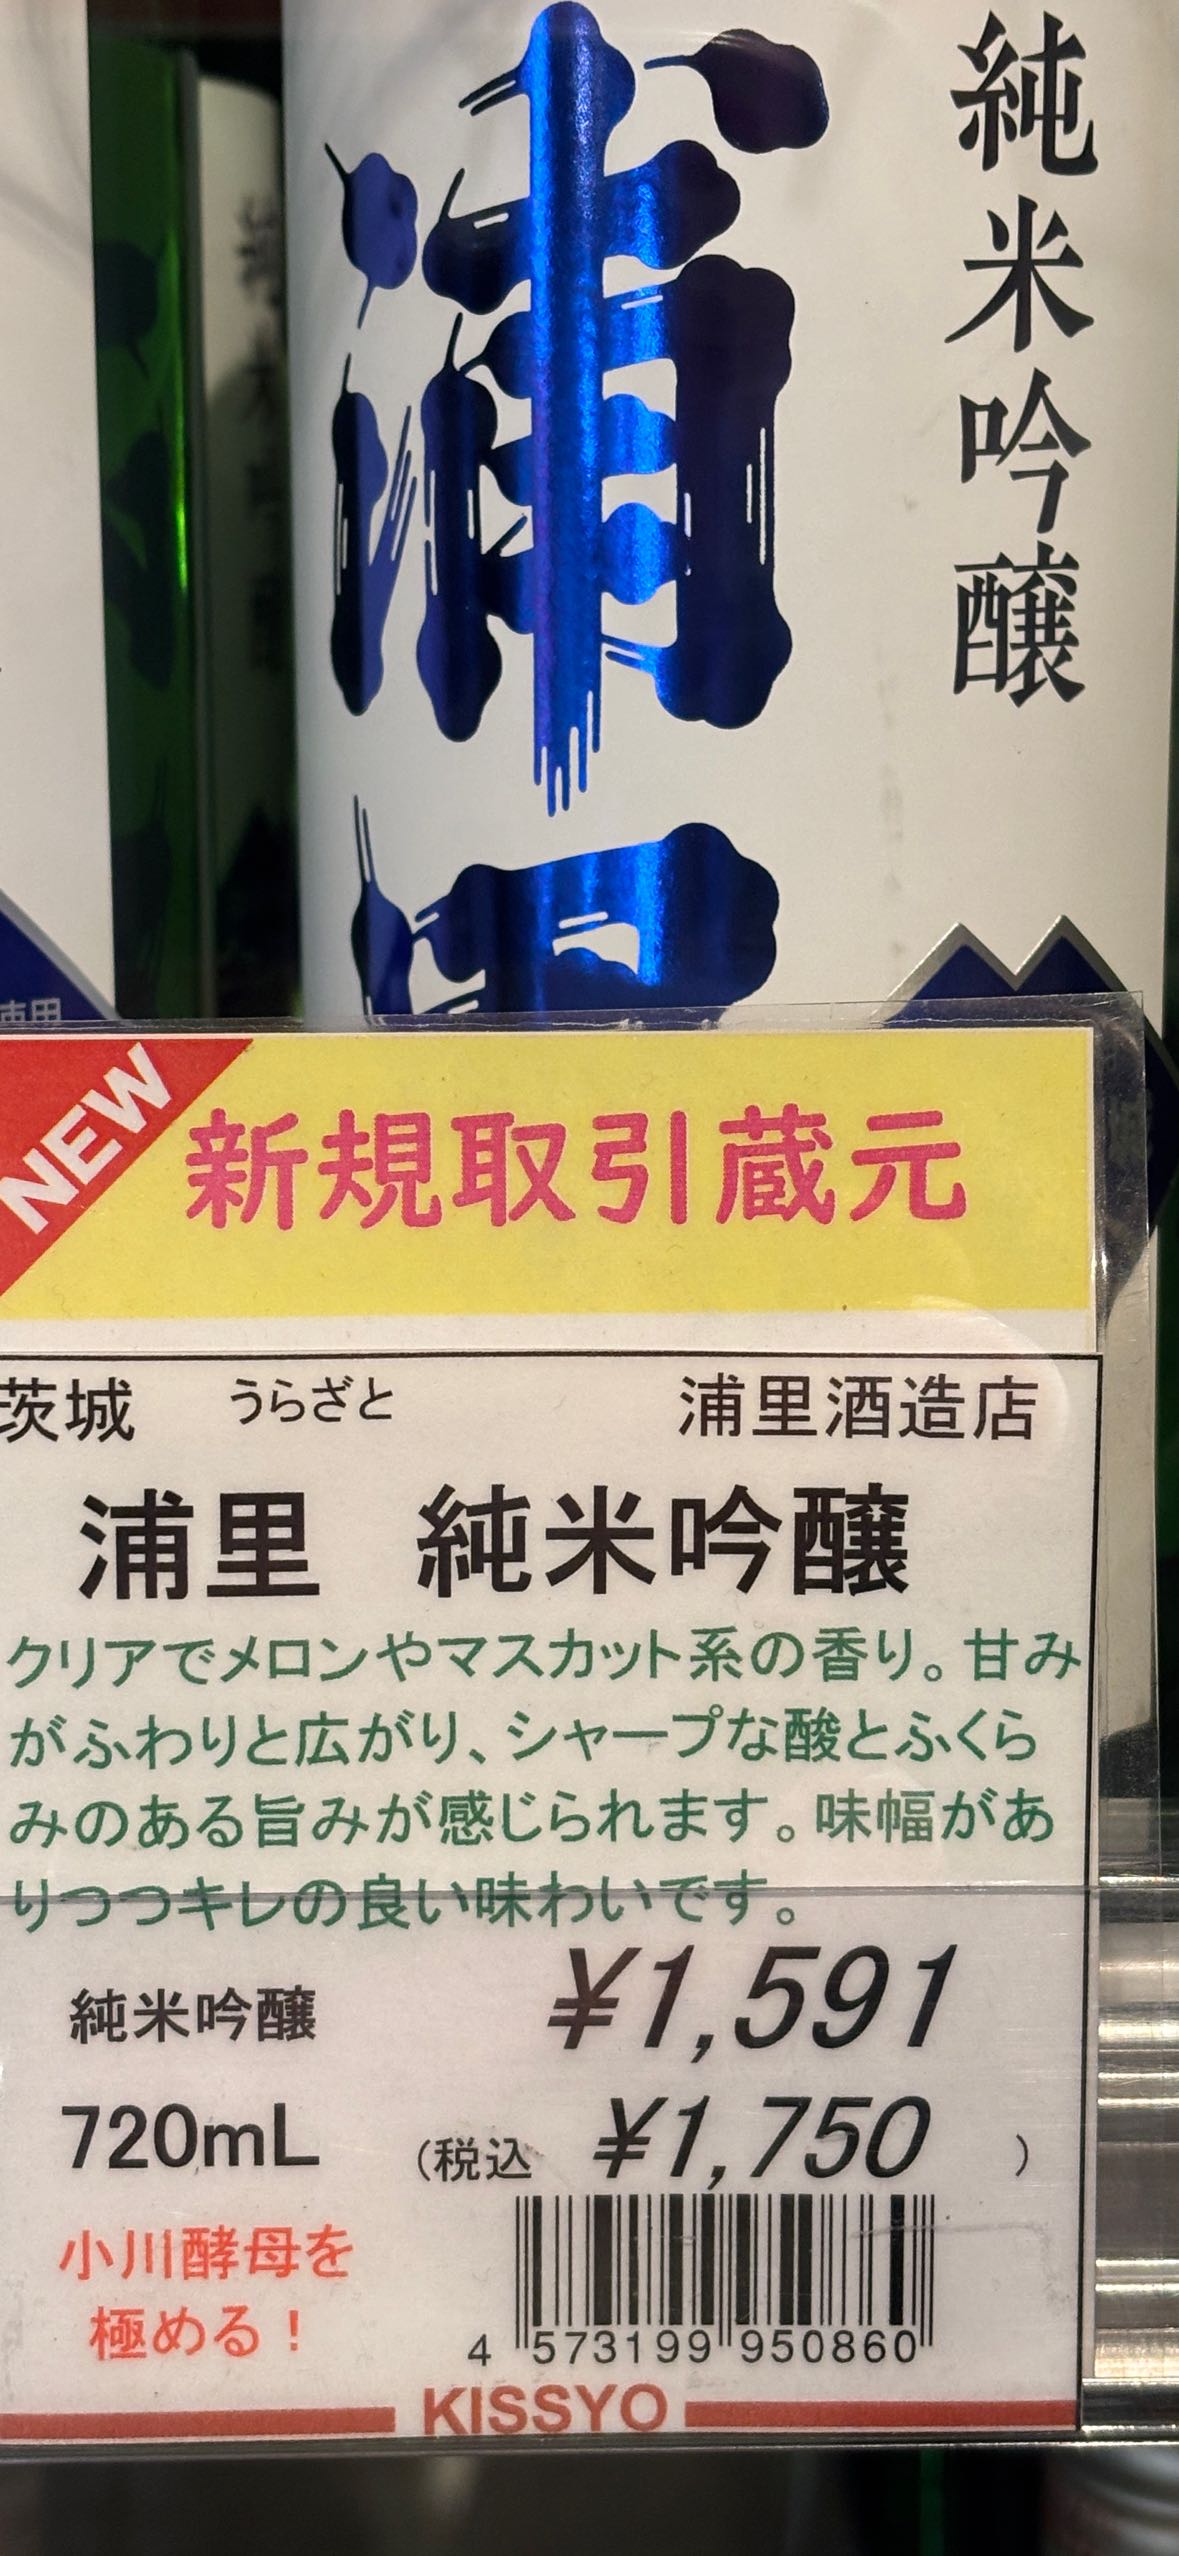 純米吟醸
浦
使用
NEW
新規取引蔵元
茨城 うらざと 浦里酒造店
浦里 純米吟醸
クリアでメロンやマスカット系の香り。甘み
がふわりと広がり、シャープな酸とふくら
みのある旨みが感じられます。味幅があ
りつつキレの良い味わいです。
純米吟醸 ¥1,591
720mL (税込 ¥1,750 )
小川酵母を
極める!
4 573199 950860
KISSYO